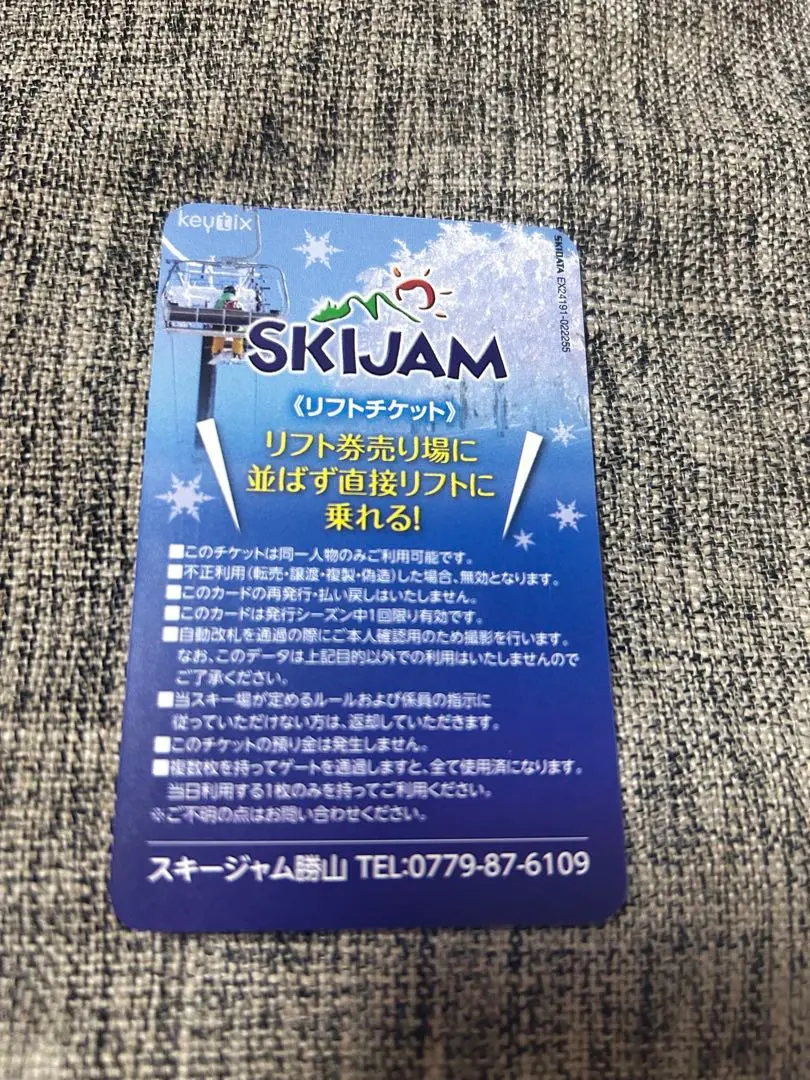 keytix
SKIDATA EX24191-022255
SKIJAM
《リフトチケット》
リフト券売り場に
並ばず直接リフトに
乗れる!
■このチケットは同一人物のみご利用可能です。
■不正利用(転売・譲渡・複製・偽造)した場合、無効となります。
■このカードの再発行・払い戻しはいたしません。
■このカードは発行シーズン中1回限り有効です。
■自動改札を通過の際にご本人確認用のため撮影を行います。
なお、このデータは上記目的以外での利用はいたしませんので
ご了承ください。
■当スキー場が定めるルールおよび係員の指示に
従っていただけない方は、返却していただきます。
■このチケットの預り金は発生しません。
■複数枚を持ってゲートを通過しますと、全て使用済になります。
当日利用する1枚のみを持ってご利用ください。
※ご不明の点はお問い合わせください。
スキージャム勝山 TEL:0779-87-6109